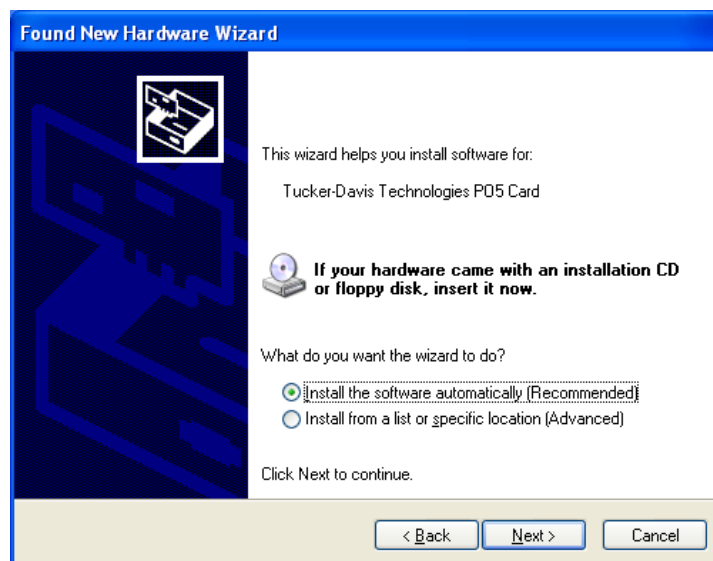 Found New Hardware Wizard
This wizard helps you install software for:
Tucker-Davis Technologies PO5 Card
If your hardware came with an installation CD
or floppy disk, insert it now.
What do you want the wizard to do?
Install the software automatically (Recommended)
Install from a list or specific location (Advanced)
Click Next to continue.
< Back Next > Cancel